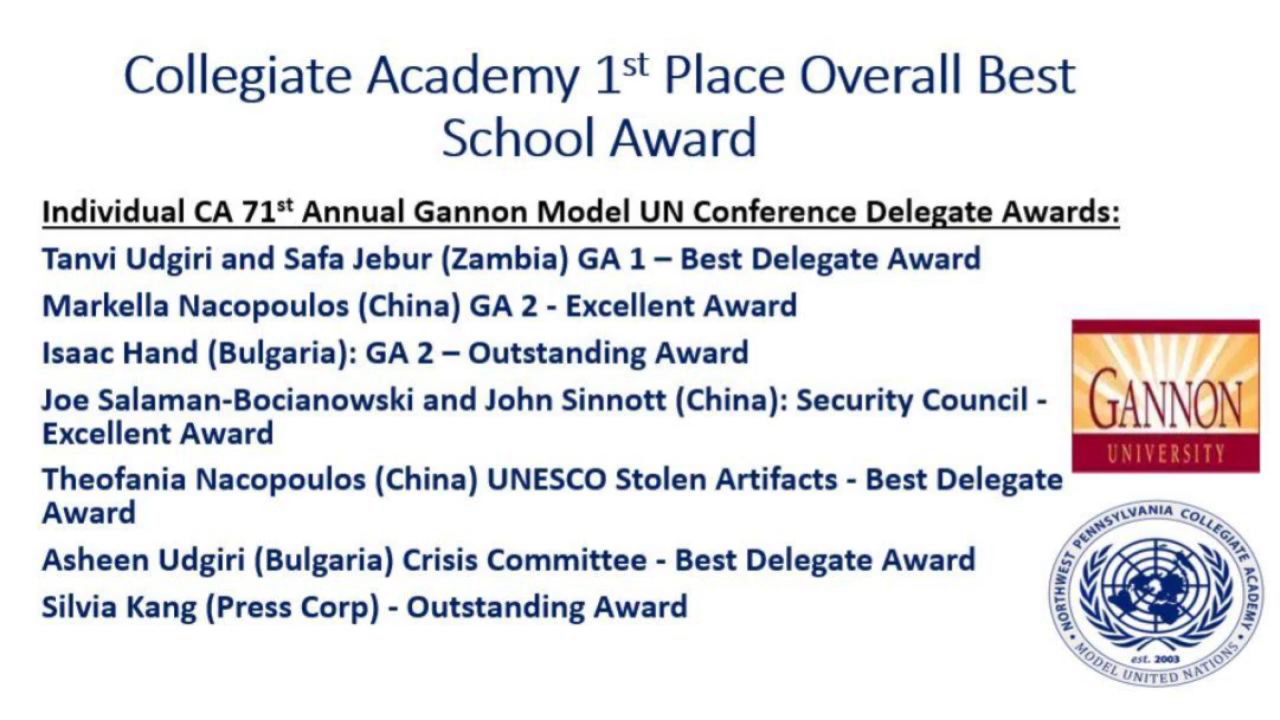 Collegiate Academy 1st Place Overall Best
School Award
Individual CA 71st Annual Gannon Model UN Conference Delegate Awards:
Tanvi Udgiri and Safa Jebur (Zambia) GA 1 – Best Delegate Award
Markella Nacopoulos (China) GA 2 - Excellent Award
Isaac Hand (Bulgaria): GA 2 – Outstanding Award
Joe Salaman-Bocianowski and John Sinnott (China): Security Council -
Excellent Award
Theofania Nacopoulos (China) UNESCO Stolen Artifacts - Best Delegate
Award
Asheen Udgiri (Bulgaria) Crisis Committee - Best Delegate Award
Silvia Kang (Press Corp) - Outstanding Award
GANNON
UNIVERSITY
NORTHWEST PENNSYLVANIA COLLEGIATE ACADEMY
est. 2003
• MODEL UNITED NATIONS •